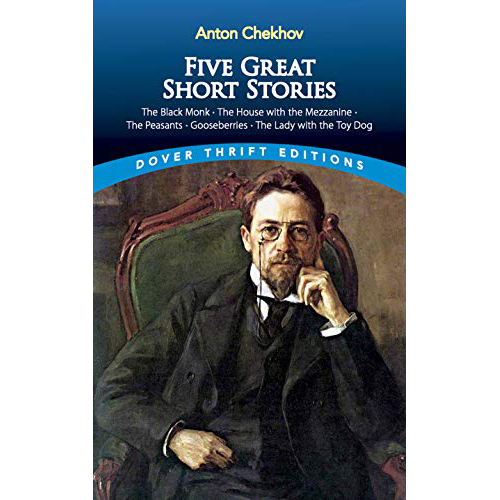 Anton Chekhov
FIVE GREAT
SHORT STORIES
The Black Monk · The House with the Mezzanine ·
The Peasants · Gooseberries · The Lady with the Toy Dog
DOVER THRIFT EDITIONS